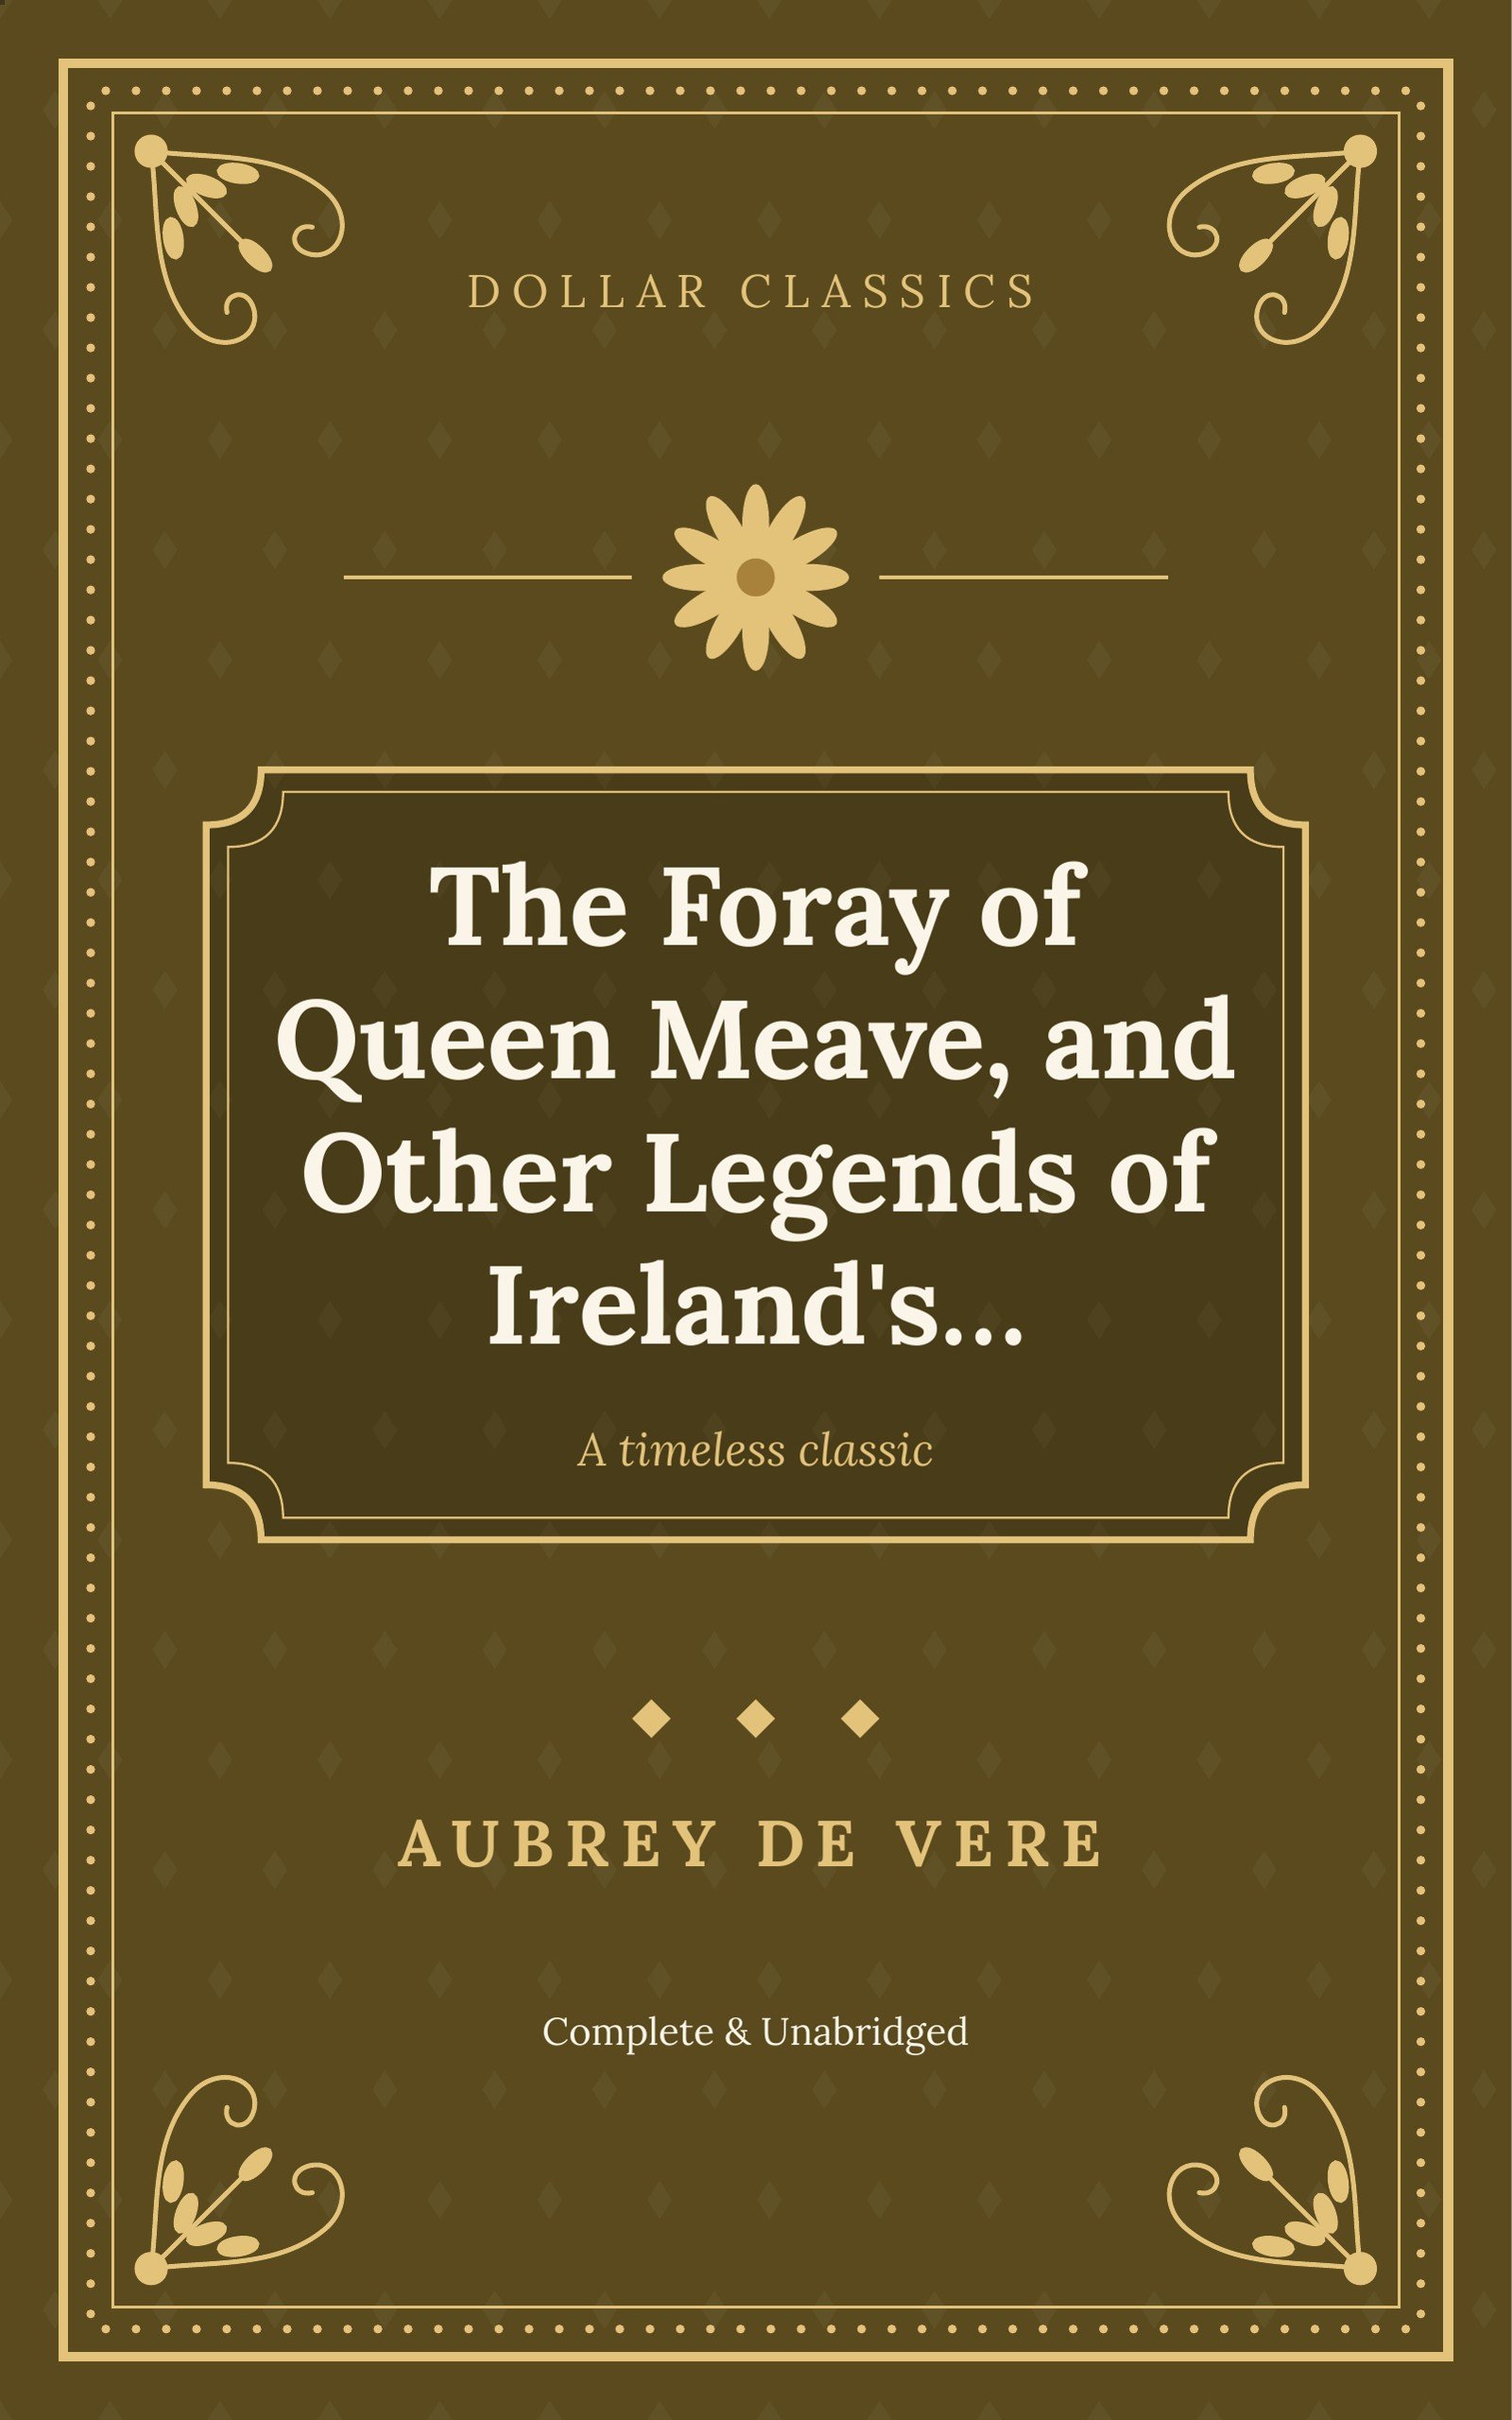 DOLLAR CLASSICS
The Foray of
Queen Meave, and
Other Legends of
Ireland's...
A timeless classic
AUBREY DE VERE
Complete & Unabridged